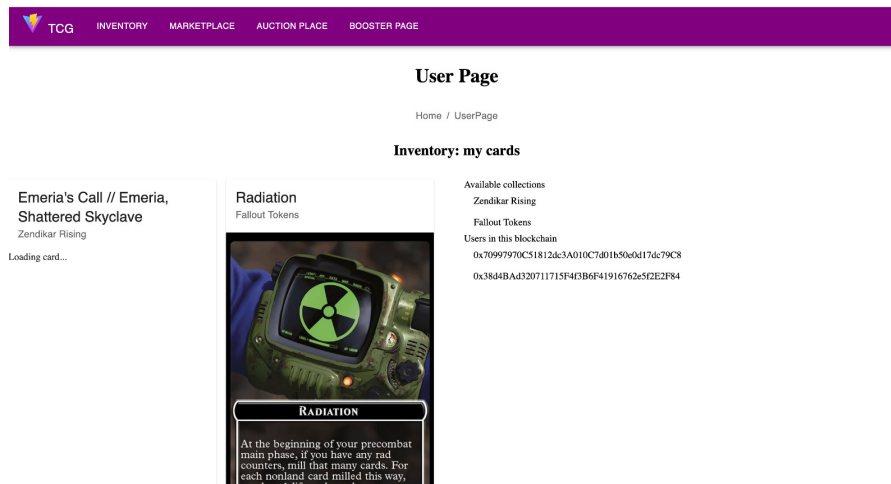 TCG INVENTORY MARKETPLACE AUCTION PLACE BOOSTER PAGE
User Page
Home / UserPage
Inventory: my cards
Emeria's Call // Emeria,
Shattered Skyclave
Zendikar Rising
Loading card...
Radiation
Fallout Tokens
RADIATION
At the beginning of your precombat
main phase, if you have any rad
counters, mill that many cards. For
each nonland card milled this way,
Available collections
Zendikar Rising
Fallout Tokens
Users in this blockchain
0x70997970C51812dc3A010C7d01b50e0d17dc79C8
0x38d4BAd320711715F4f3B6F41916762e5f2E2F84